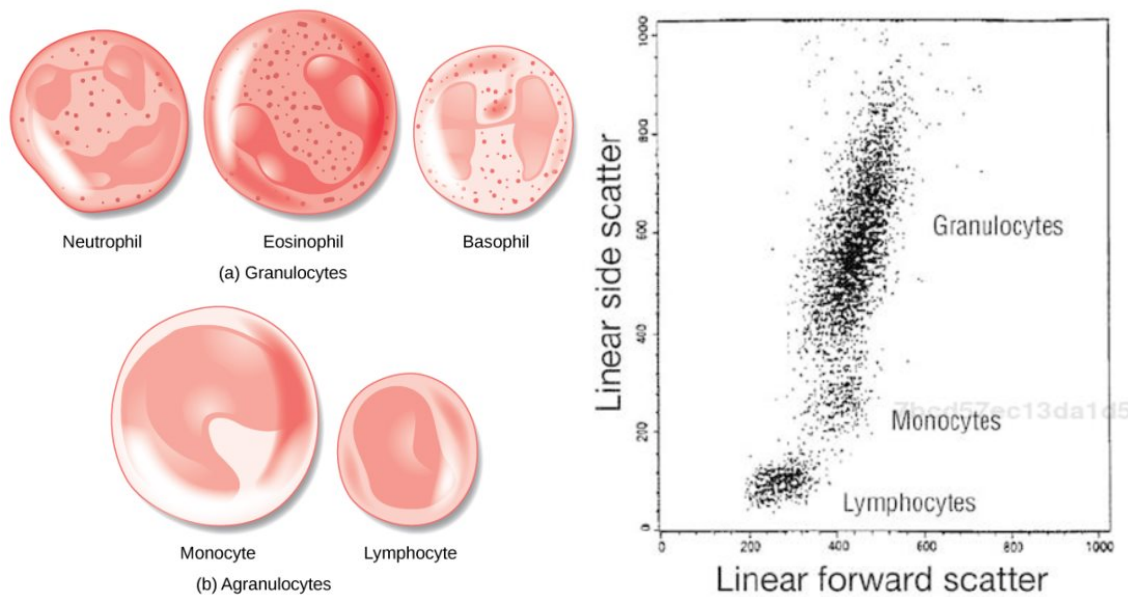 Neutrophil
Eosinophil
Basophil
(a) Granulocytes
Monocyte
Lymphocyte
(b) Agranulocytes
Linear side scatter
1000
800
600
400
200
0
Granulocytes
Monocytes
7bcd57ec13da1d5
Lymphocytes
0
200
400
600
800
1000
Linear forward scatter